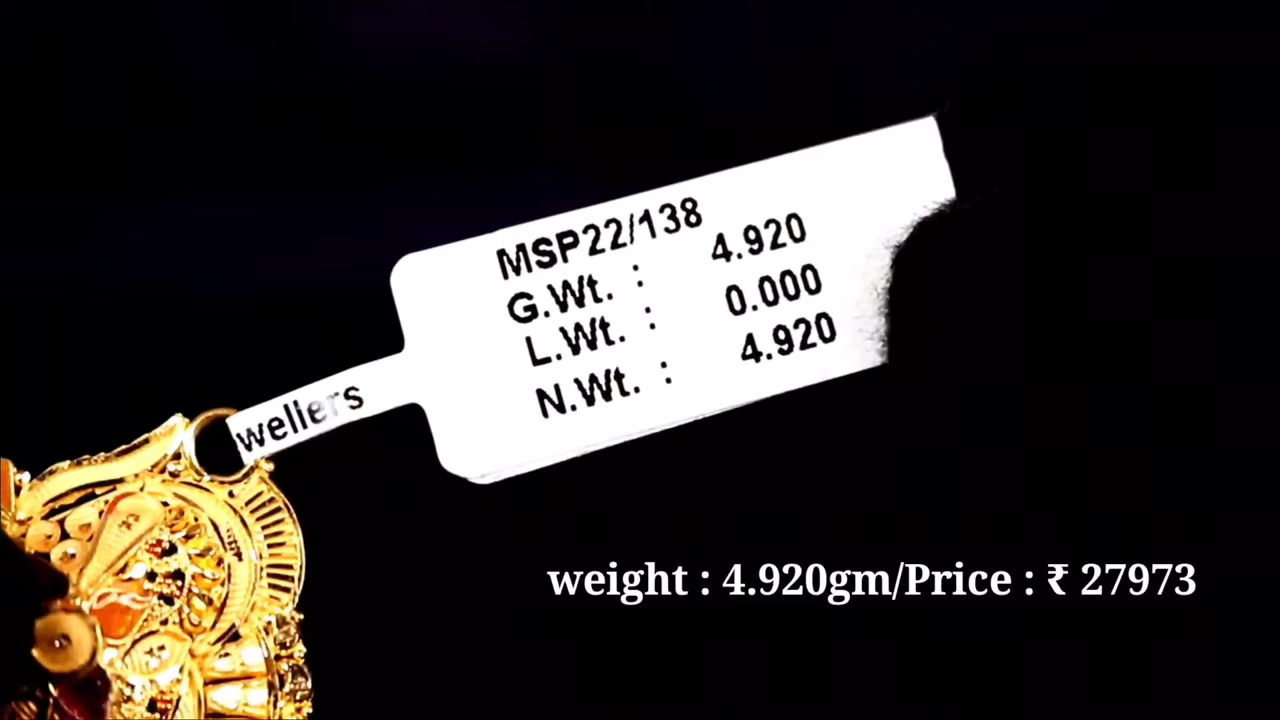 MSP22/138
G.Wt. : 4.920
L.Wt. : 0.000
N.Wt. : 4.920
wellers
weight : 4.920gm/Price : ₹ 27973